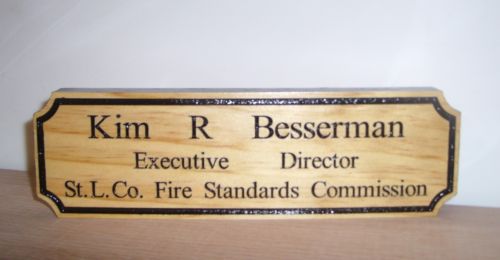 Kim R Besserman
Executive Director
St.L.Co. Fire Standards Commission